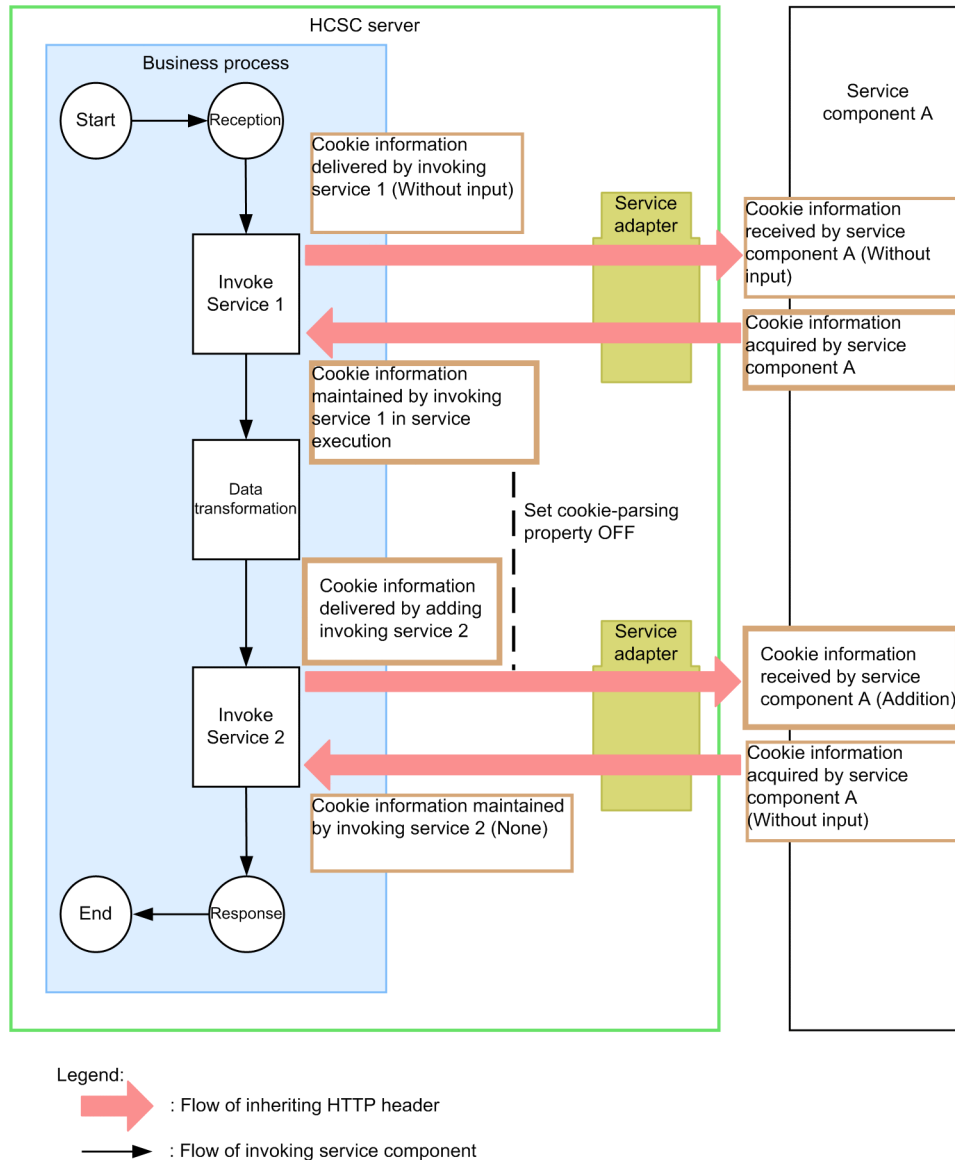 HCSC server
Business process
Start
Reception
Cookie information
delivered by invoking
service 1 (Without input)
Service
adapter
Service
component A
Cookie information
received by service
component A (Without
input)
Invoke
Service 1
Cookie information
acquired by service
component A
Cookie information
maintained by invoking
service 1 in service
execution
Data
transformation
Set cookie-parsing
property OFF
Cookie information
delivered by adding
invoking service 2
Service
adapter
Cookie information
received by service
component A (Addition)
Invoke
Service 2
Cookie information
acquired by service
component A
(Without input)
Cookie information maintained
by invoking service 2 (None)
End
Response
Legend:
: Flow of inheriting HTTP header
: Flow of invoking service component